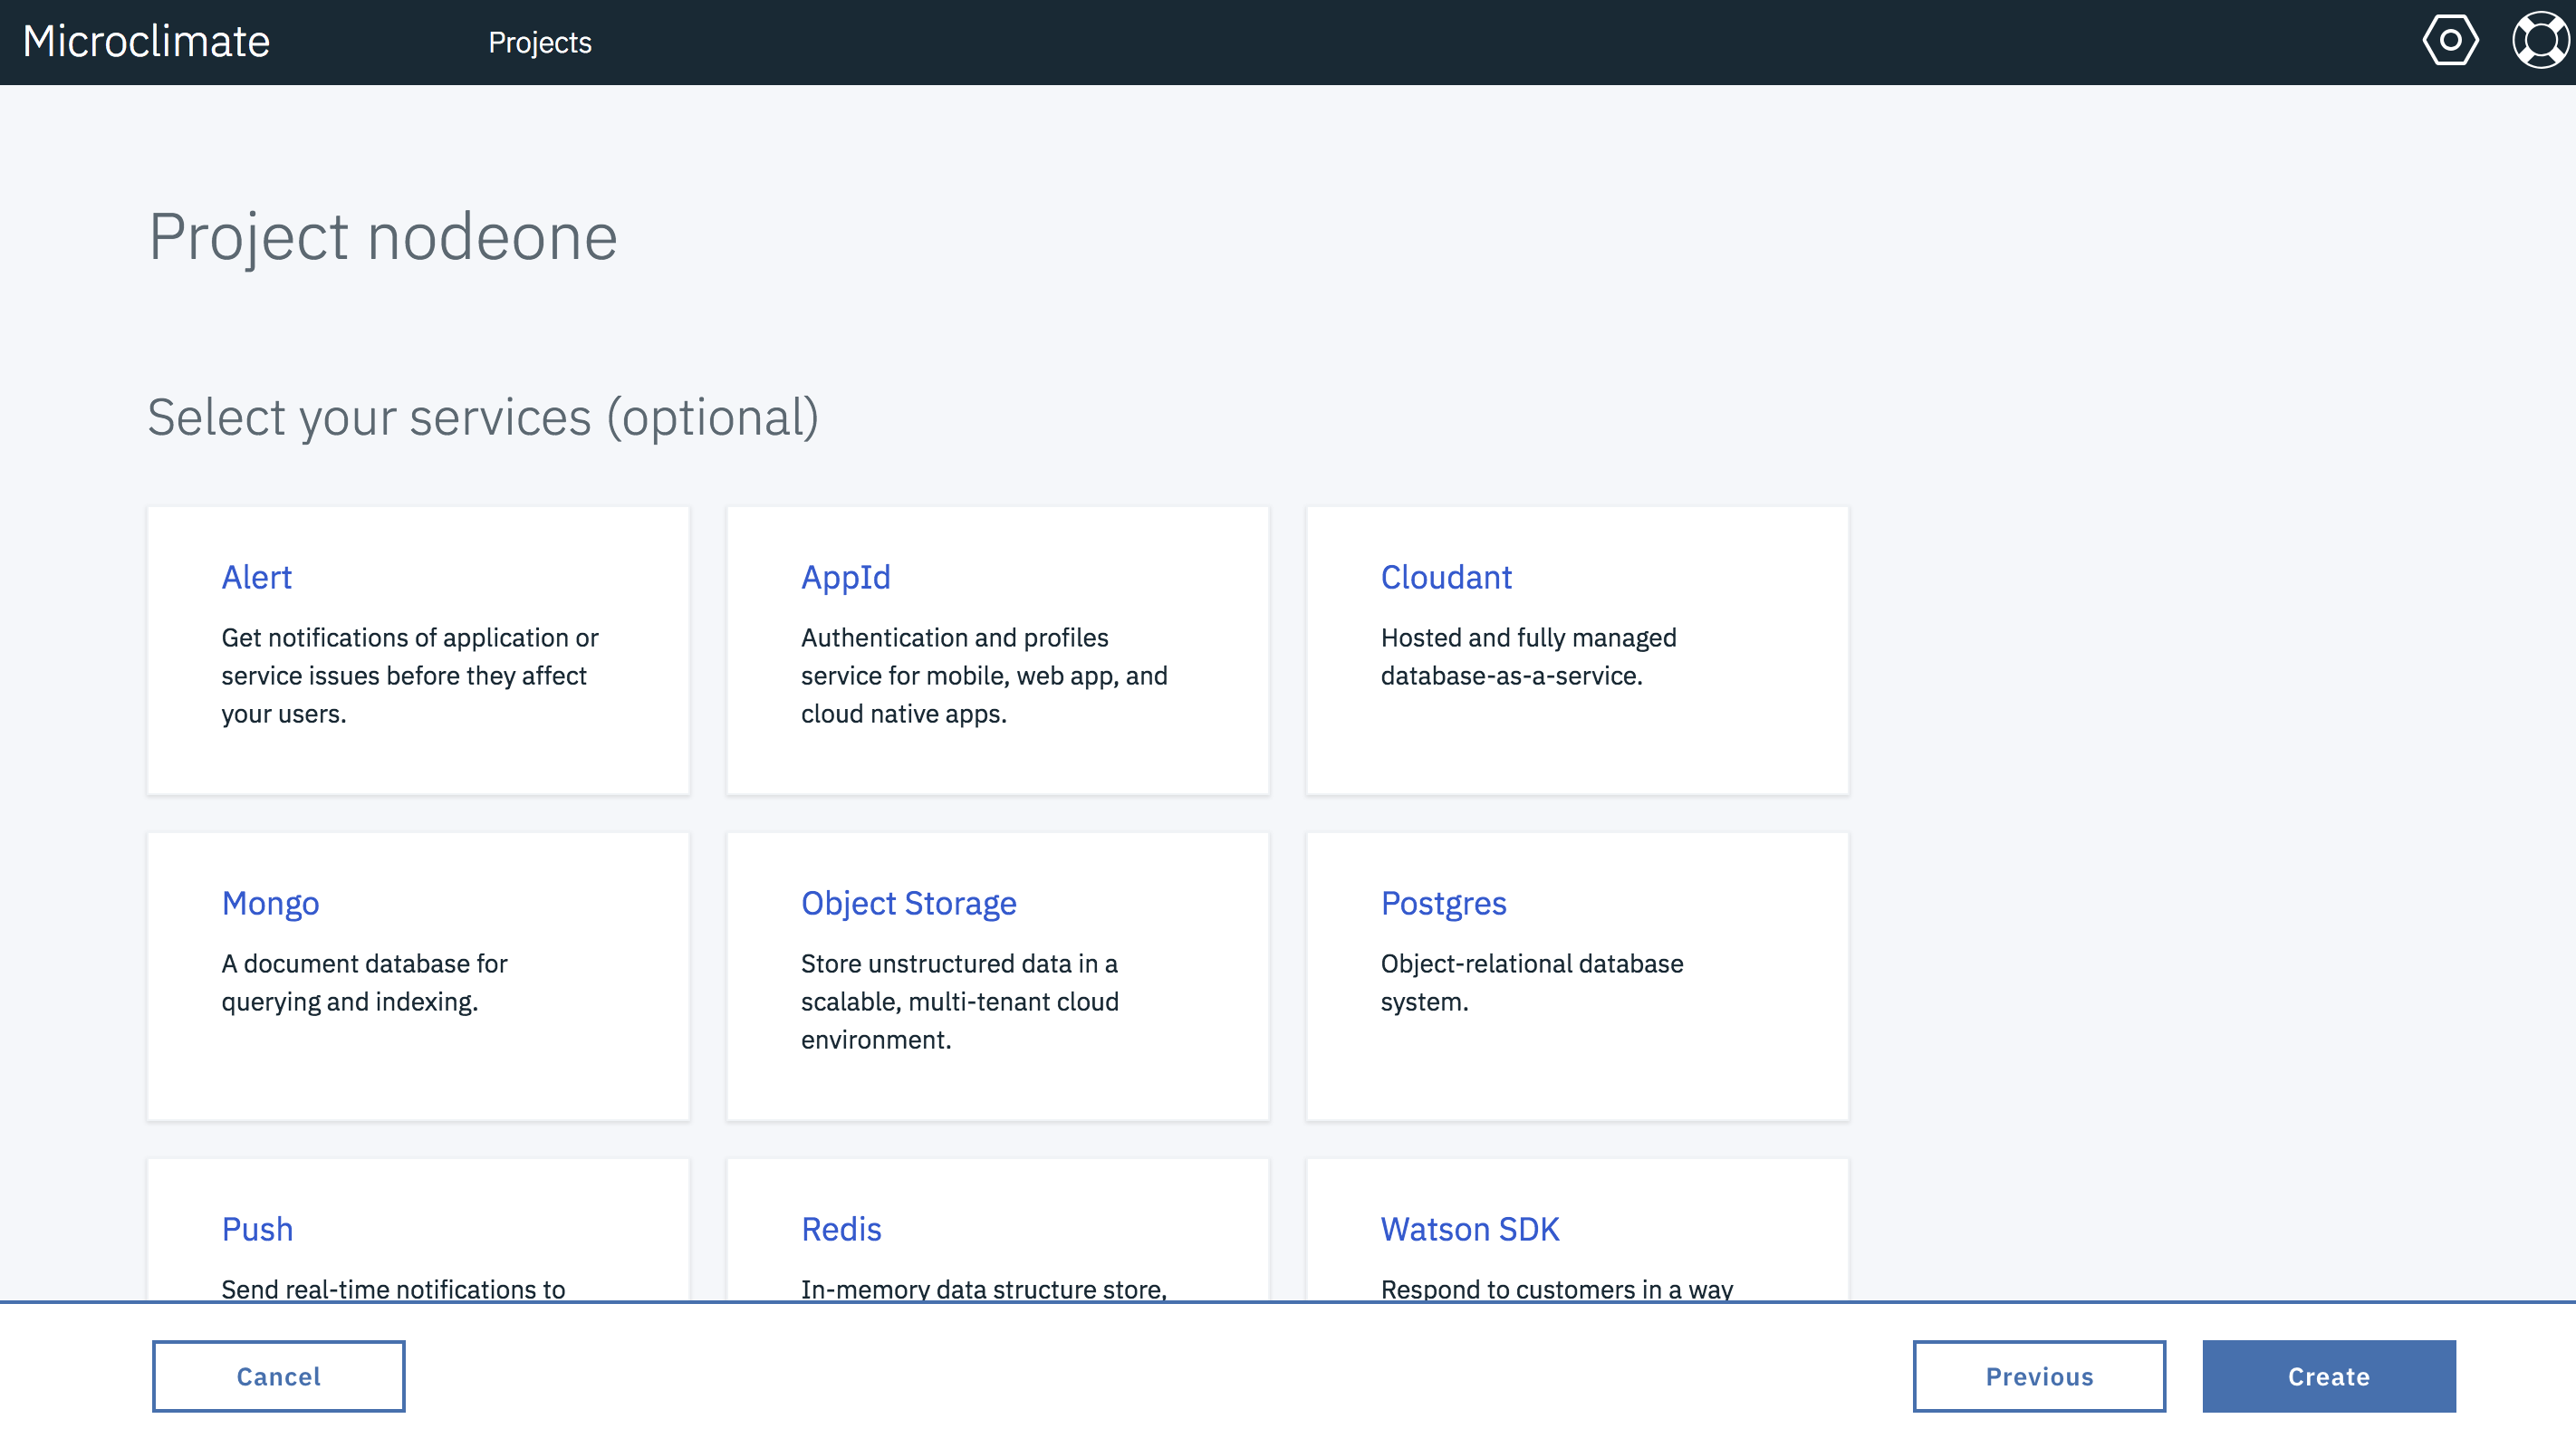 Microclimate Projects
Project nodeone
Select your services (optional)
Alert
Get notifications of application or
service issues before they affect
your users.
AppId
Authentication and profiles
service for mobile, web app, and
cloud native apps.
Cloudant
Hosted and fully managed
database-as-a-service.
Mongo
A document database for
querying and indexing.
Object Storage
Store unstructured data in a
scalable, multi-tenant cloud
environment.
Postgres
Object-relational database
system.
Push
Send real-time notifications to
Redis
In-memory data structure store,
Watson SDK
Respond to customers in a way
Cancel Previous Create